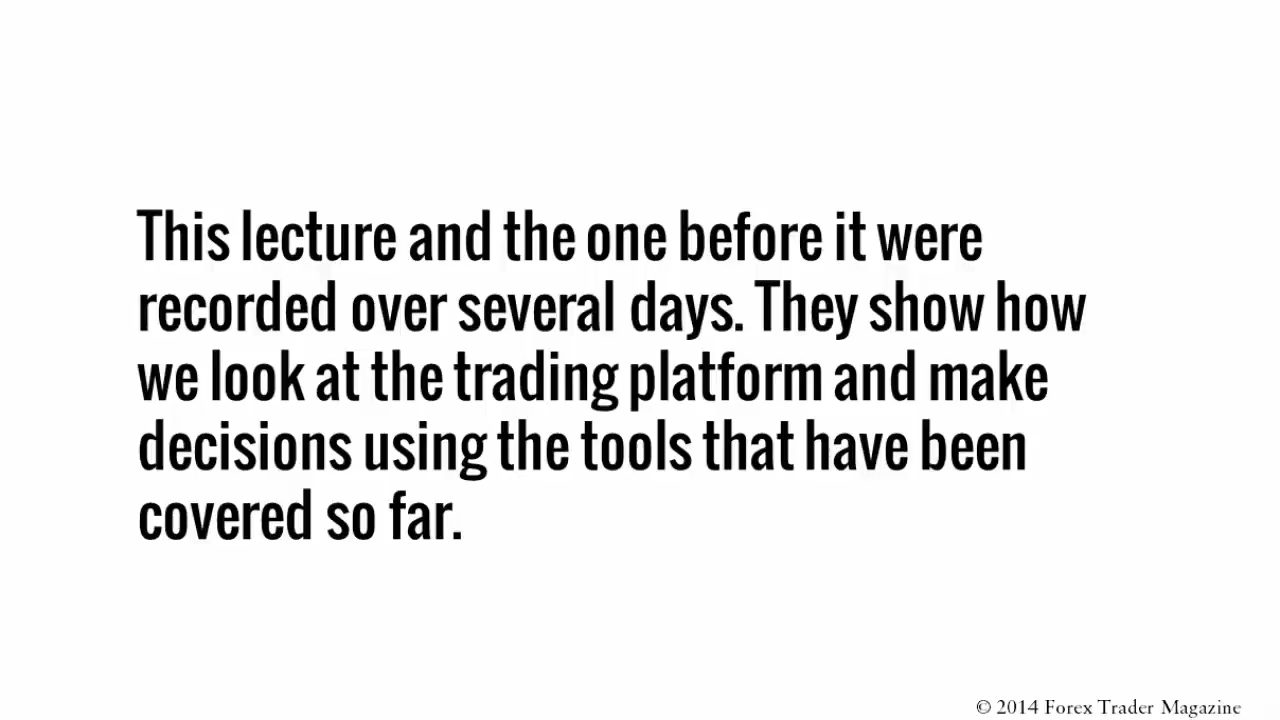 This lecture and the one before it were
recorded over several days. They show how
we look at the trading platform and make
decisions using the tools that have been
covered so far.
© 2014 Forex Trader Magazine